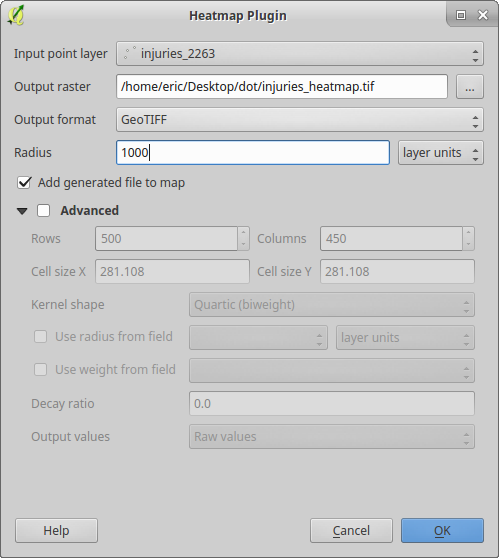 Heatmap Plugin
Input point layer injuries_2263
Output raster /home/eric/Desktop/dot/injuries_heatmap.tif ...
Output format GeoTIFF
Radius 1000 layer units
Add generated file to map
Advanced
Rows 500 Columns 450
Cell size X 281.108 Cell size Y 281.108
Kernel shape Quartic (biweight)
Use radius from field layer units
Use weight from field
Decay ratio 0.0
Output values Raw values
Help Cancel OK